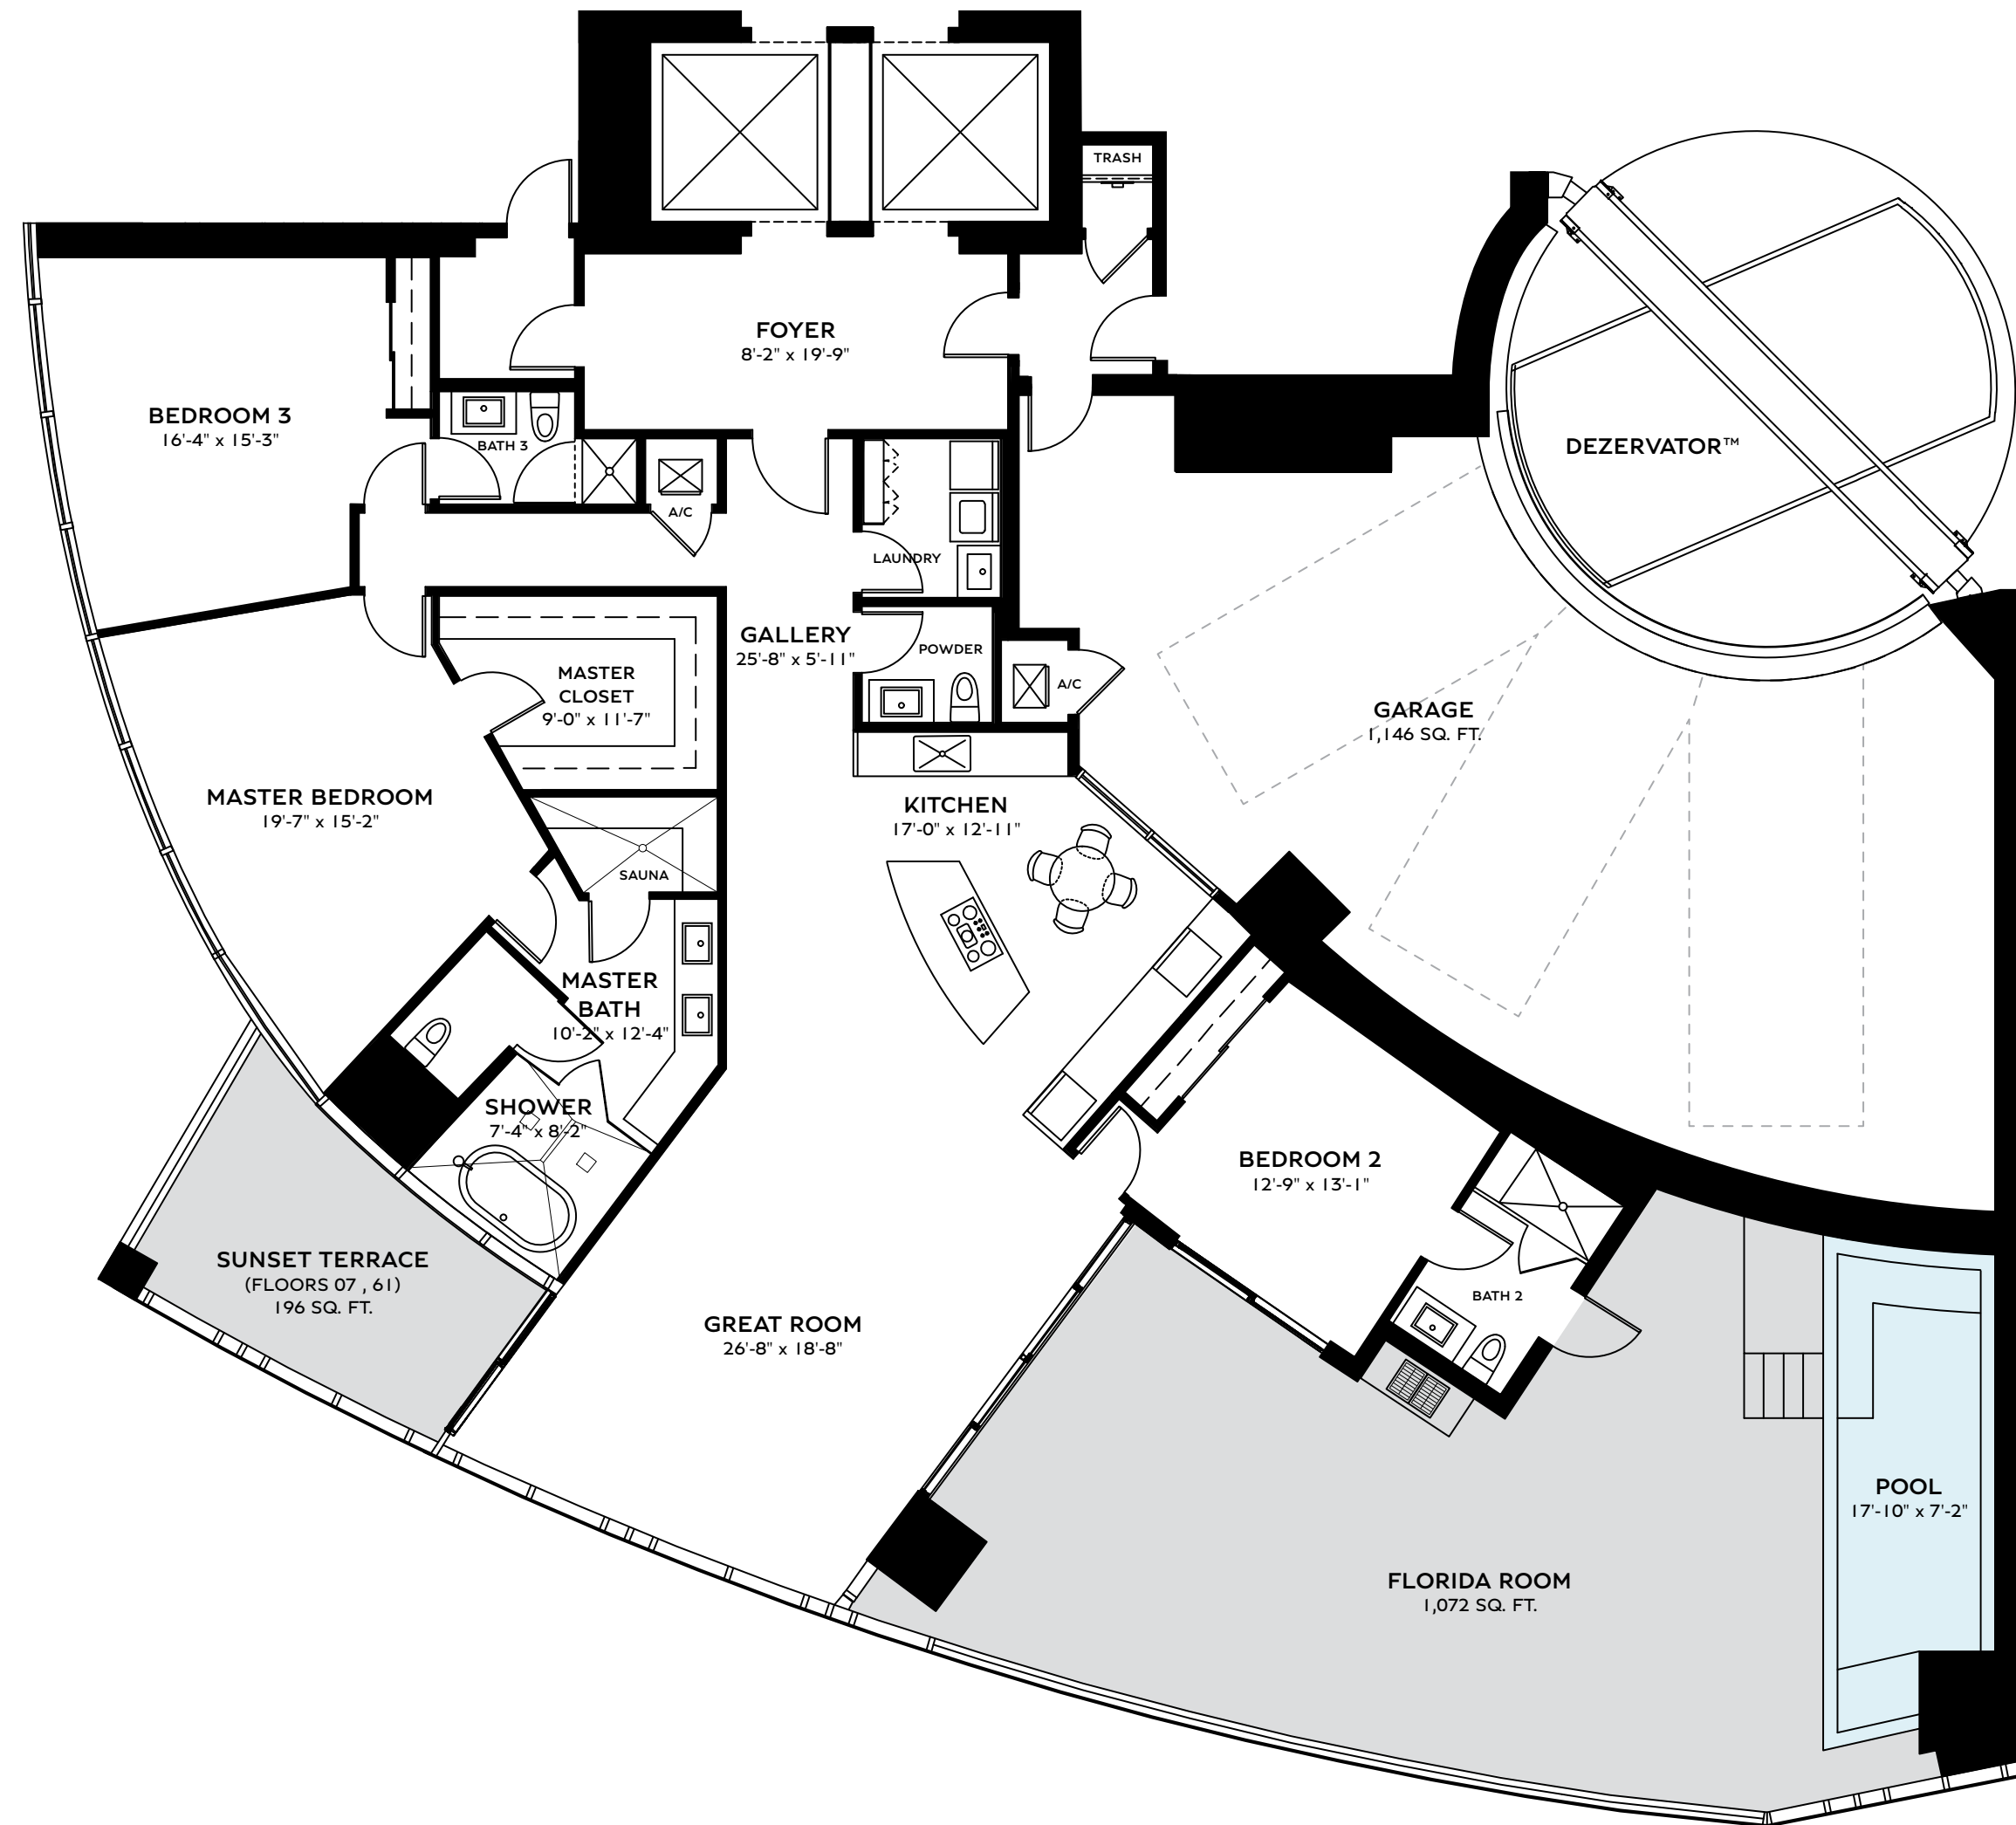 TRASH
FOYER
8'-2" x 19'-9"
BEDROOM 3
16'-4" x 15'-3"
BATH 3
DEZERVATOR™
A/C
LAUNDRY
GALLERY
25'-8" x 5'-11"
POWDER
MASTER
CLOSET
9'-0" x 11'-7"
A/C
GARAGE
1,146 SQ. FT.
MASTER BEDROOM
19'-7" x 15'-2"
KITCHEN
17'-0" x 12'-11"
SAUNA
MASTER
BATH
10'-2" x 12'-4"
SHOWER
7'-4" x 8'-2"
BEDROOM 2
12'-9" x 13'-1"
SUNSET TERRACE
(FLOORS 07 , 61)
196 SQ. FT.
BATH 2
GREAT ROOM
26'-8" x 18'-8"
POOL
17'-10" x 7'-2"
FLORIDA ROOM
1,072 SQ. FT.